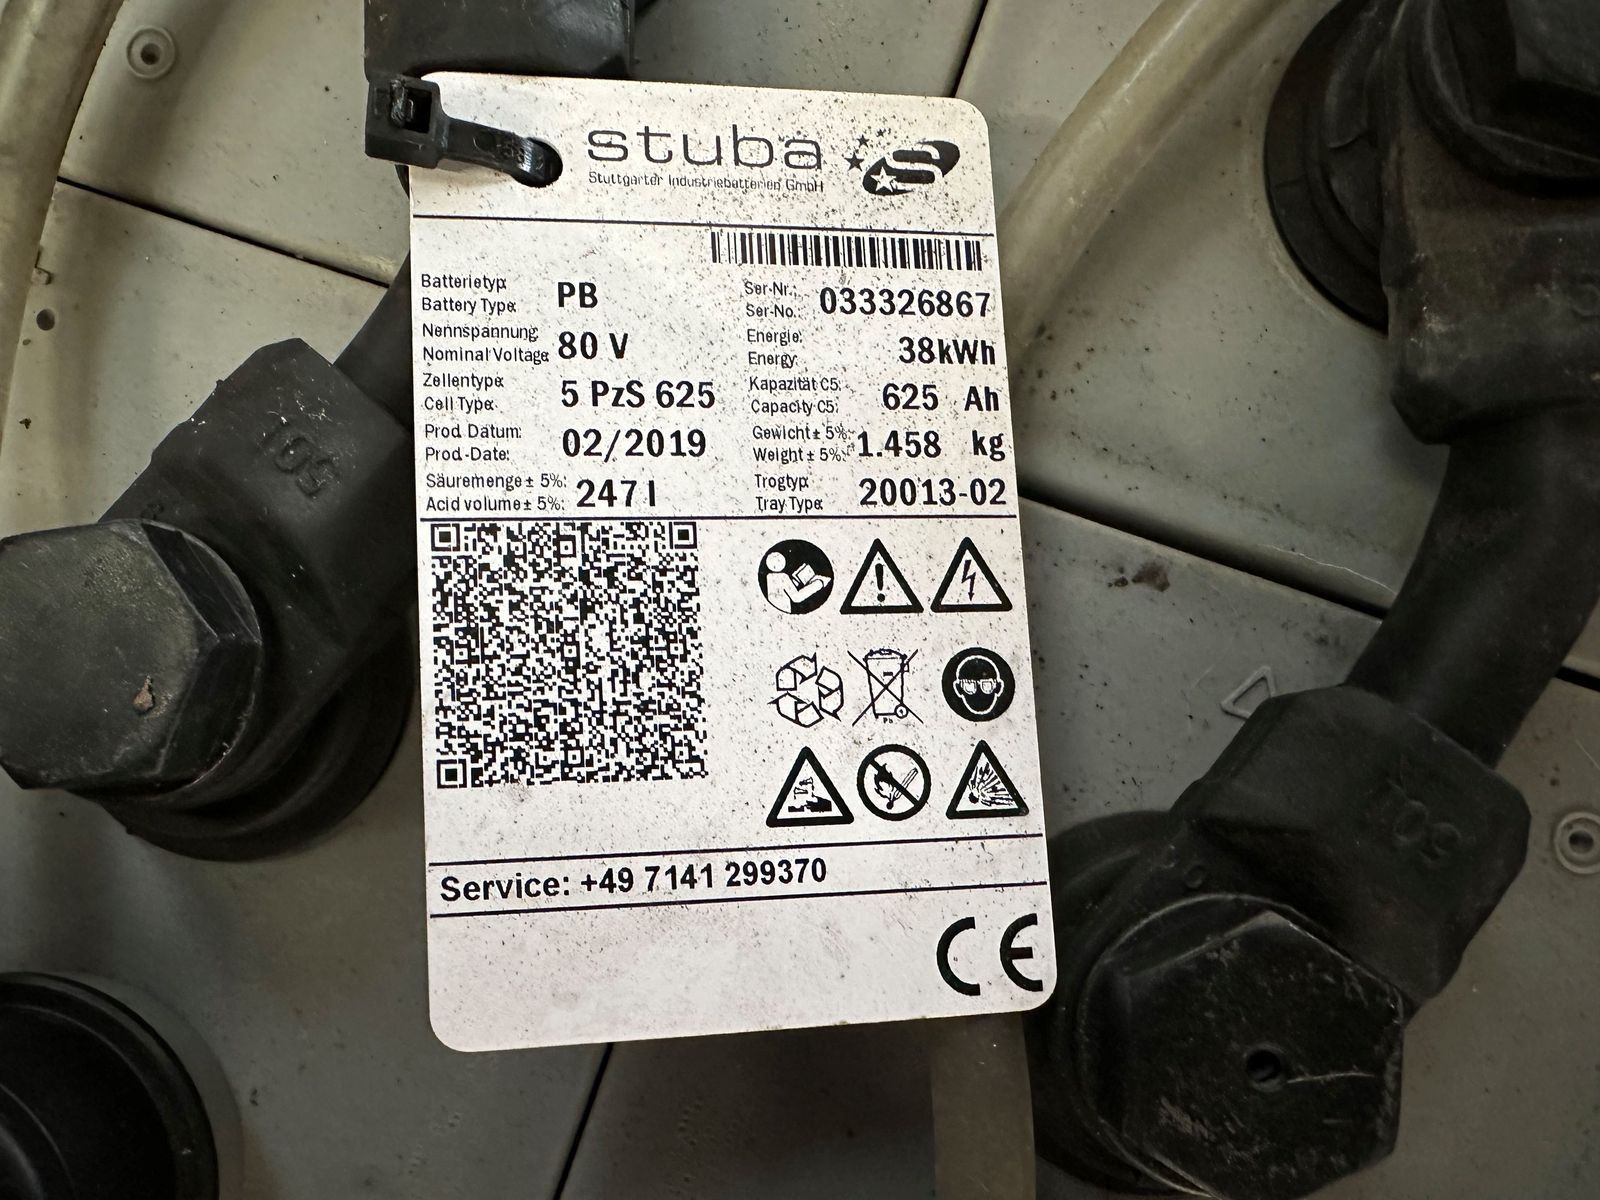 stuba
Stuttgarter Industriebatterien GmbH
Batterietyp:
Battery Type:
PB
Ser-Nr.:
Ser-No.:
033326867
Nennspannung:
Nominal Voltage:
80 V
Energie:
Energy:
38kWh
Zellentype:
Cell Type:
5 PzS 625
Kapazität C5:
Capacity C5:
625 Ah
Prod. Datum:
Prod.-Date:
02/2019
Gewicht ± 5%:
Weight ± 5%:
1.458 kg
Säuremenge ± 5%:
Acid volume ± 5%:
247 l
Trogtyp:
Tray Type:
20013-02
Pb
Service: +49 7141 299370
CE